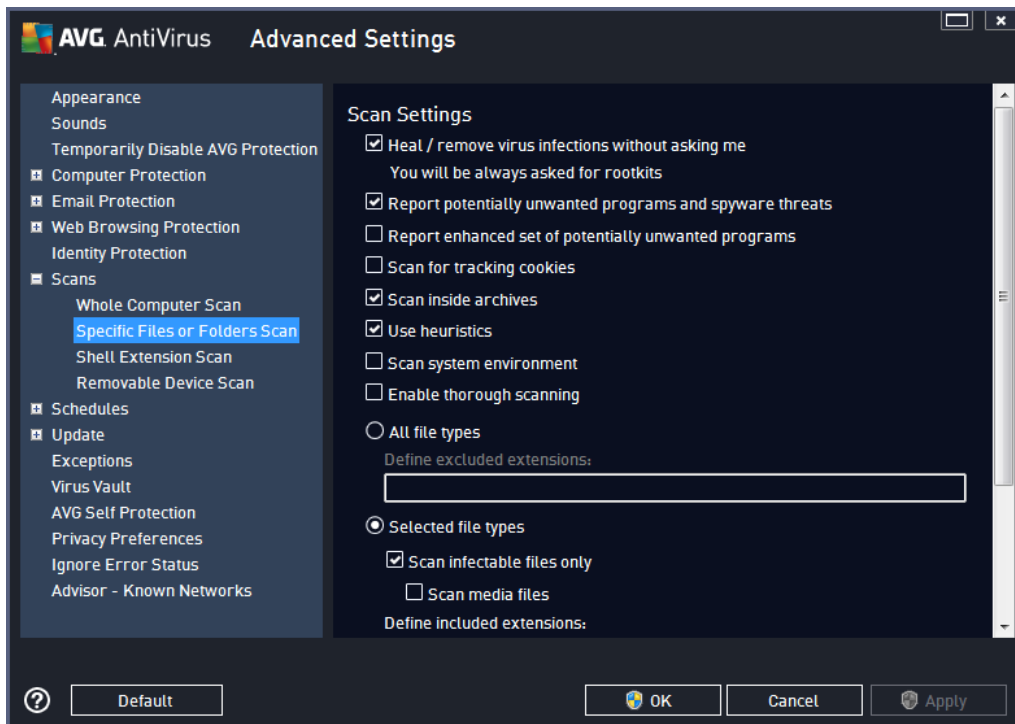 AVG. AntiVirus Advanced Settings
Appearance
Sounds
Temporarily Disable AVG Protection
Computer Protection
Email Protection
Web Browsing Protection
Identity Protection
Scans
Whole Computer Scan
Specific Files or Folders Scan
Shell Extension Scan
Removable Device Scan
Schedules
Update
Exceptions
Virus Vault
AVG Self Protection
Privacy Preferences
Ignore Error Status
Advisor - Known Networks
Scan Settings
Heal / remove virus infections without asking me
You will be always asked for rootkits
Report potentially unwanted programs and spyware threats
Report enhanced set of potentially unwanted programs
Scan for tracking cookies
Scan inside archives
Use heuristics
Scan system environment
Enable thorough scanning
All file types
Define excluded extensions:
Selected file types
Scan infectable files only
Scan media files
Define included extensions:
Default
OK
Cancel
Apply